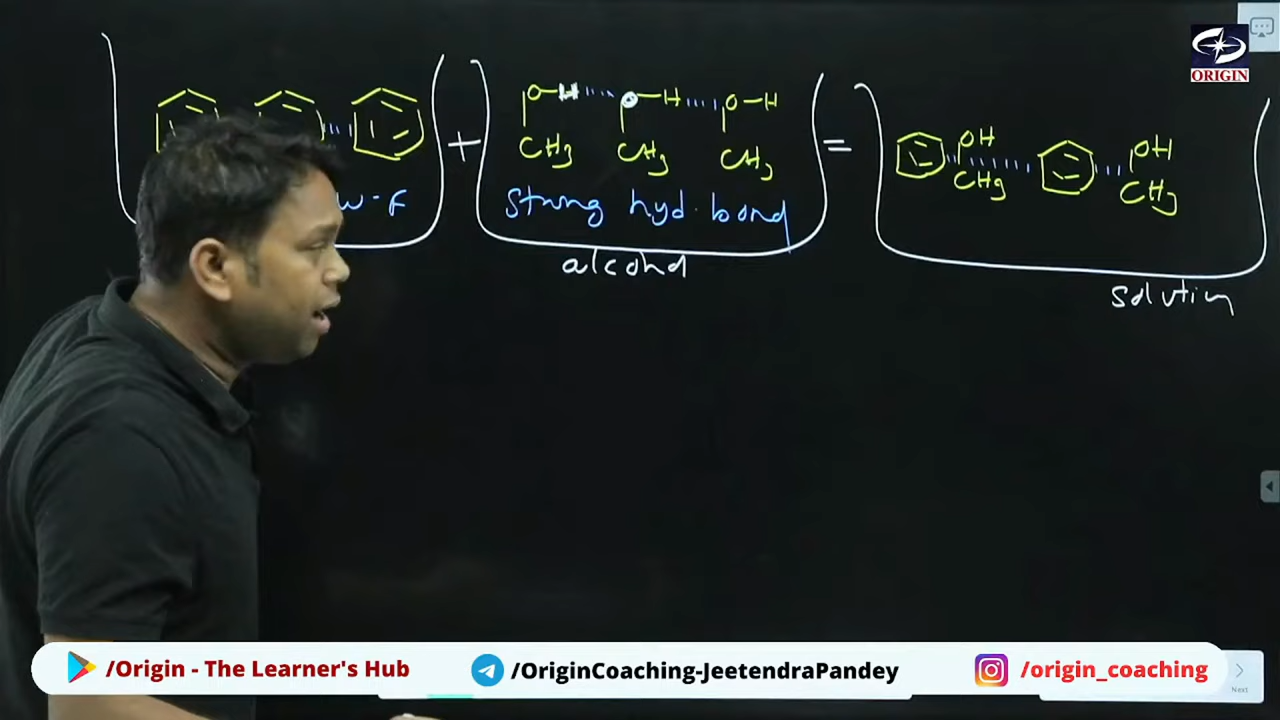 ORIGIN
O-H O-H O-H
+ =
CH3 CH3 CH3
OH
CH3
OH
CH3
w-F
Strong hyd. bond
alcohol
solution
/Origin - The Learner's Hub
/OriginCoaching-JeetendraPandey
/origin_coaching
Next